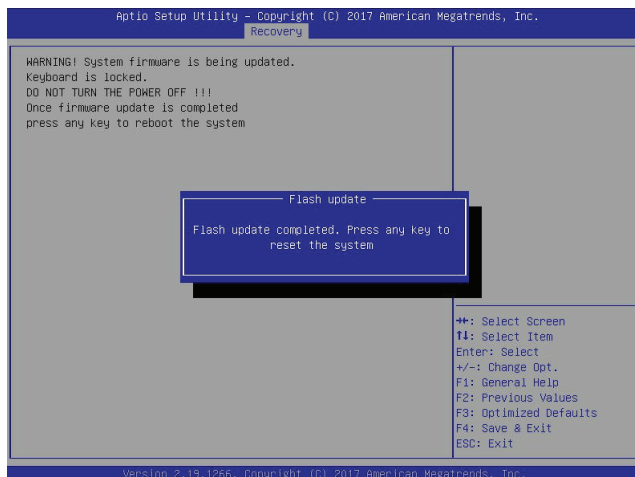 Aptio Setup Utility – Copyright (C) 2017 American Megatrends, Inc.
Recovery
WARNING! System firmware is being updated.
Keyboard is locked.
DO NOT TURN THE POWER OFF !!!
Once firmware update is completed
press any key to reboot the system
Flash update
Flash update completed. Press any key to
reset the system
→←: Select Screen
↑↓: Select Item
Enter: Select
+/-: Change Opt.
F1: General Help
F2: Previous Values
F3: Optimized Defaults
F4: Save & Exit
ESC: Exit
Version 2.19.1266. Copyright (C) 2017 American Megatrends, Inc.